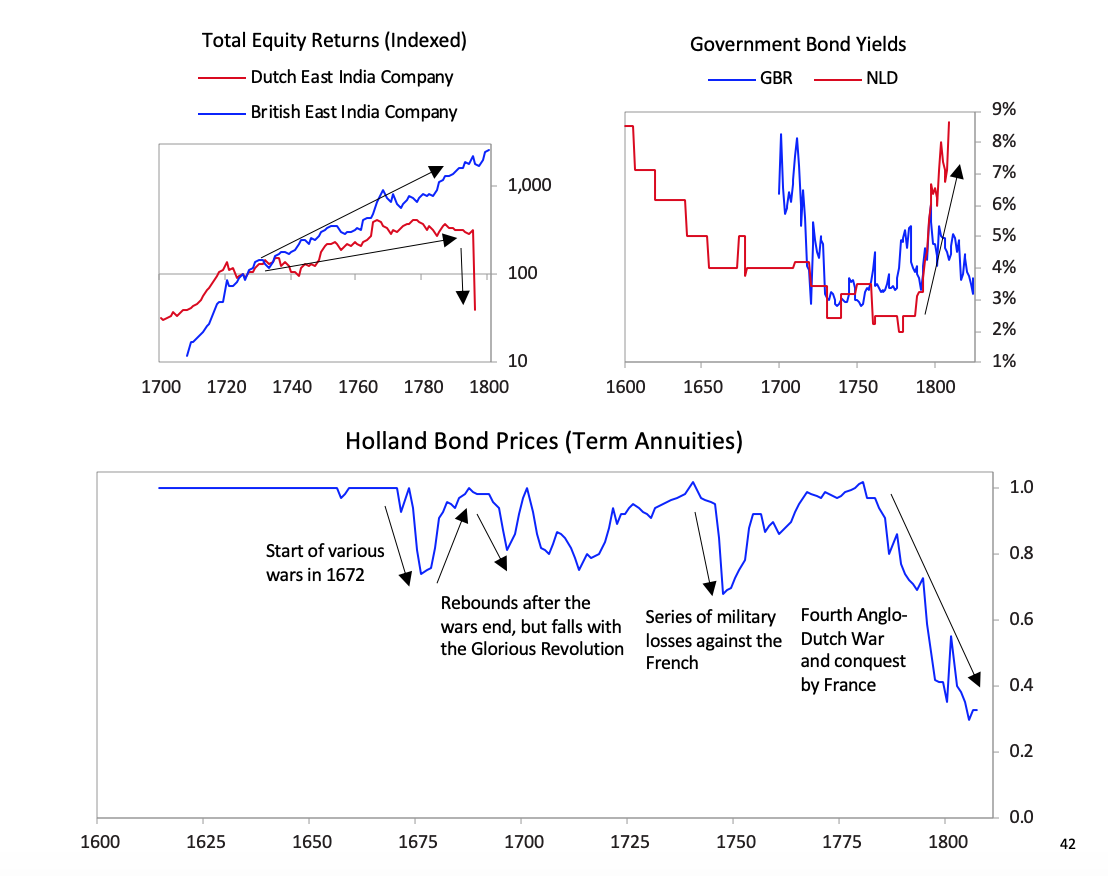 Total Equity Returns (Indexed)
Dutch East India Company
British East India Company
1,000
100
10
1700 1720 1740 1760 1780 1800
Government Bond Yields
GBR NLD
9%
8%
7%
6%
5%
4%
3%
2%
1%
1600 1650 1700 1750 1800
Holland Bond Prices (Term Annuities)
1.0
0.8
0.6
0.4
0.2
0.0
Start of various
wars in 1672
Rebounds after the
wars end, but falls with
the Glorious Revolution
Series of military
losses against the
French
Fourth Anglo-
Dutch War
and conquest
by France
1600 1625 1650 1675 1700 1725 1750 1775 1800
42